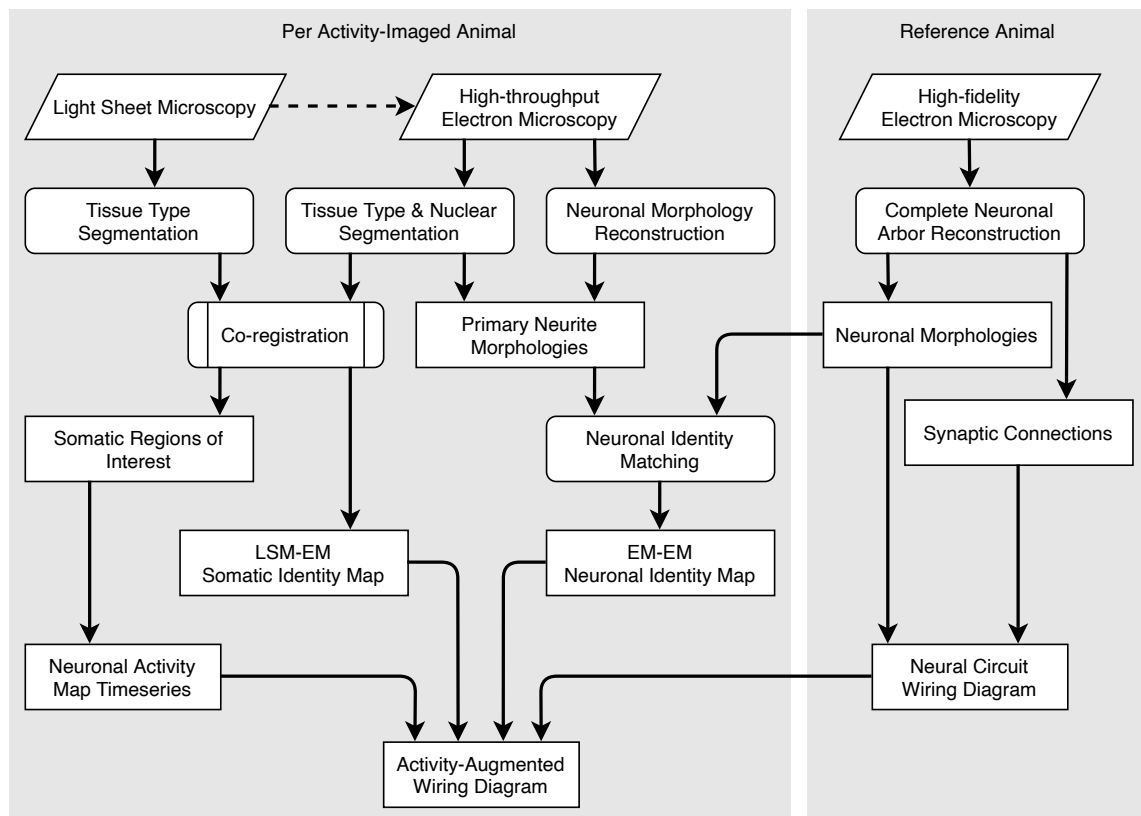 Per Activity-Imaged Animal
Reference Animal
Light Sheet Microscopy
High-throughput
Electron Microscopy
High-fidelity
Electron Microscopy
Tissue Type
Segmentation
Tissue Type & Nuclear
Segmentation
Neuronal Morphology
Reconstruction
Complete Neuronal
Arbor Reconstruction
Co-registration
Primary Neurite
Morphologies
Neuronal Morphologies
Somatic Regions of
Interest
Neuronal Identity
Matching
Synaptic Connections
LSM-EM
Somatic Identity Map
EM-EM
Neuronal Identity Map
Neuronal Activity
Map Timeseries
Neural Circuit
Wiring Diagram
Activity-Augmented
Wiring Diagram